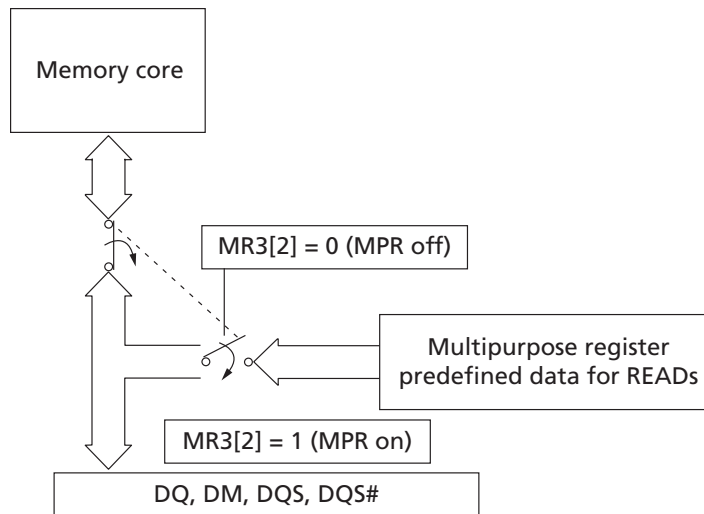 Memory core
MR3[2] = 0 (MPR off)
Multipurpose register
predefined data for READs
MR3[2] = 1 (MPR on)
DQ, DM, DQS, DQS#